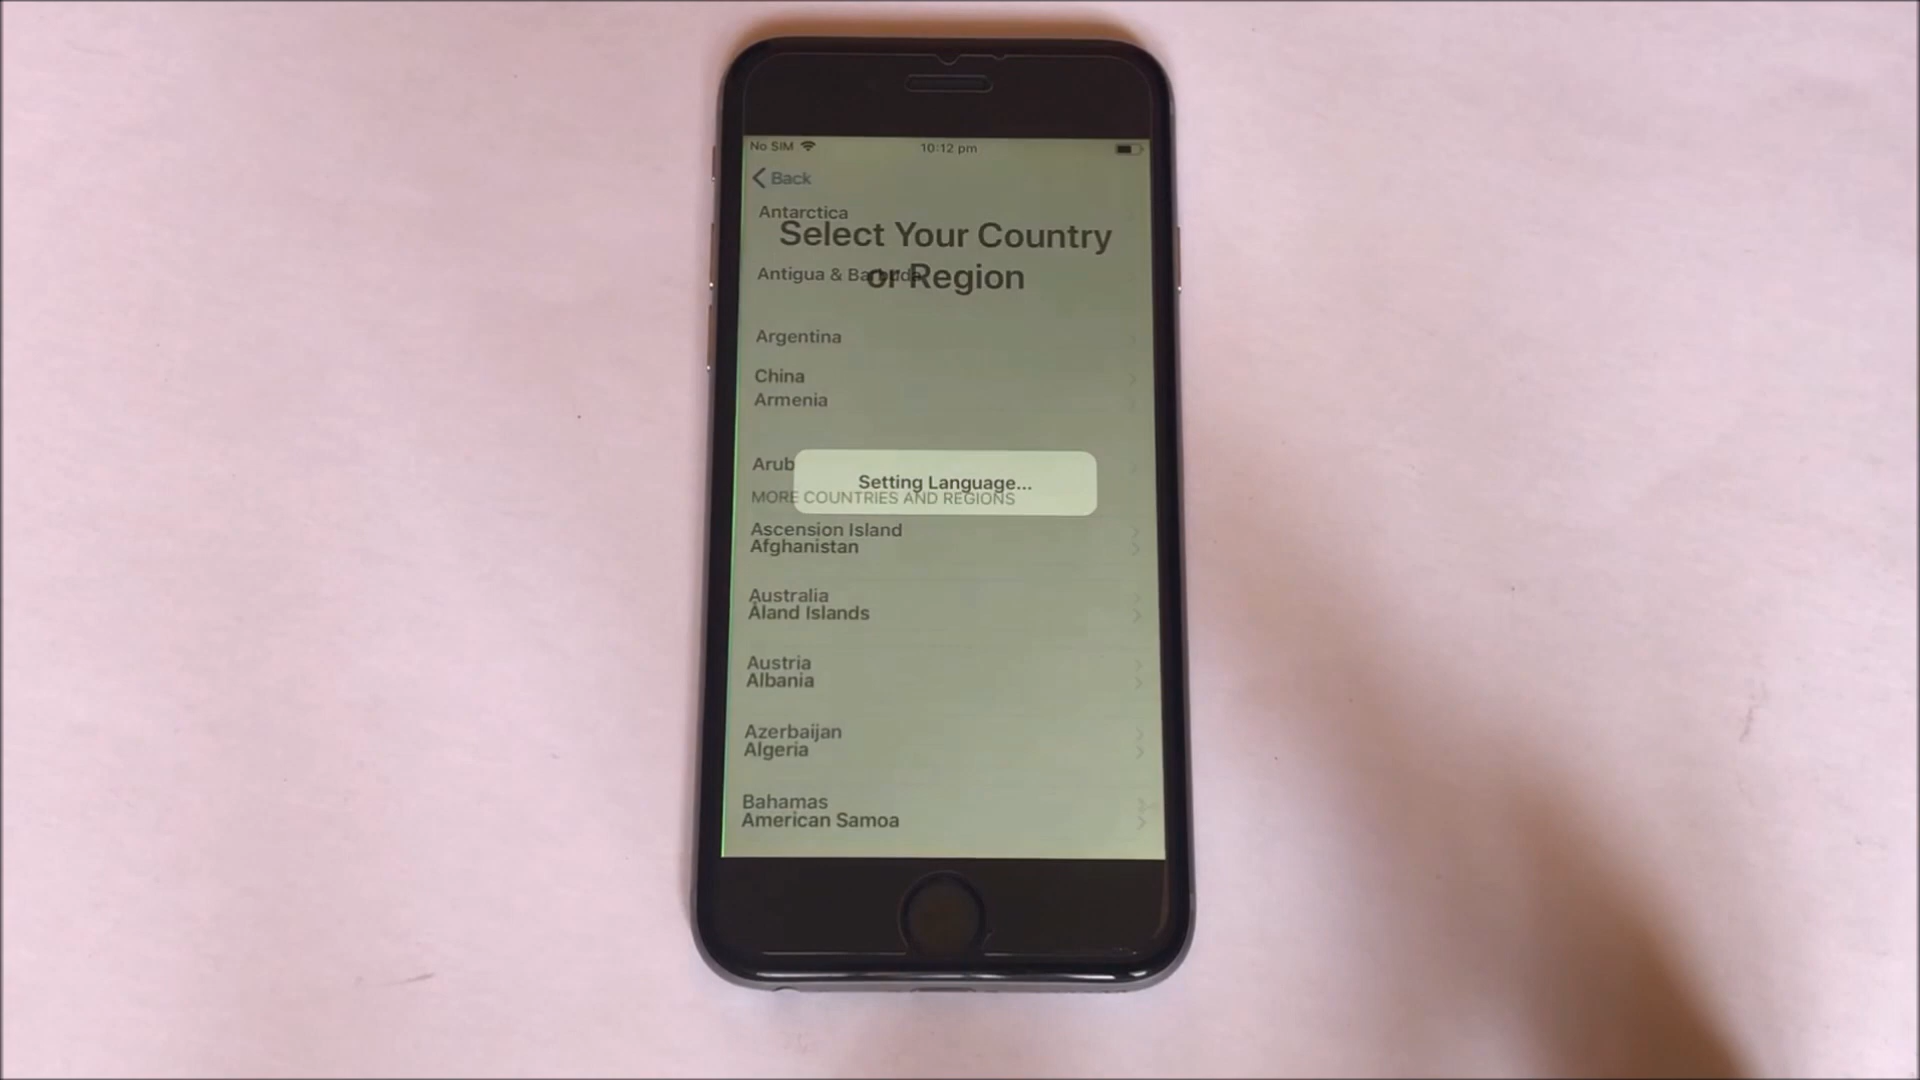 No SIM
10:12 pm
Back
Antarctica
Select Your Country
or Region
Antigua & Barbuda
Argentina
China
Armenia
Arub
Setting Language...
MORE COUNTRIES AND REGIONS
Ascension Island
Afghanistan
Australia
Åland Islands
Austria
Albania
Azerbaijan
Algeria
Bahamas
American Samoa